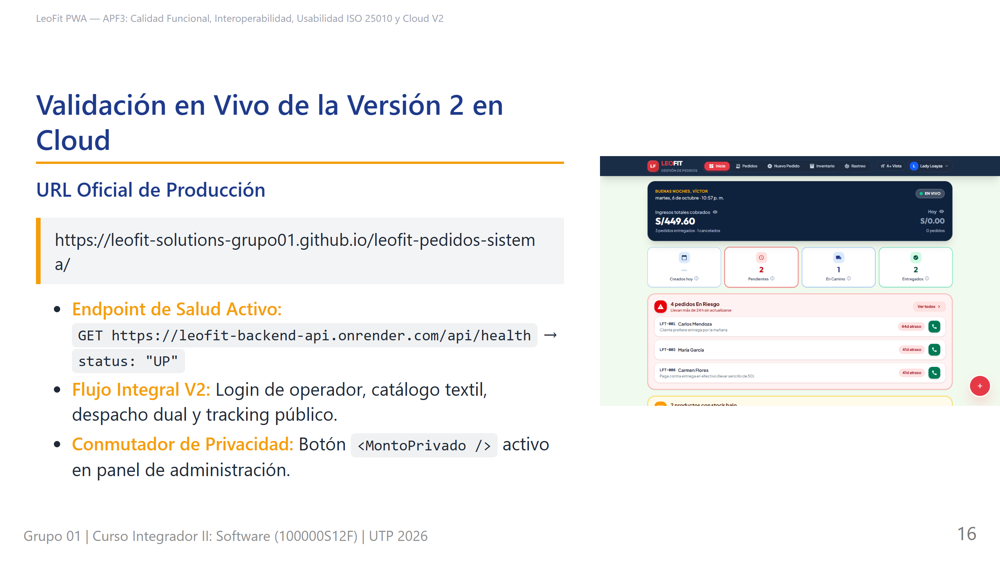 LeoFit PWA — APF3: Calidad Funcional, Interoperabilidad, Usabilidad ISO 25010 y Cloud V2
Validación en Vivo de la Versión 2 en
Cloud
URL Oficial de Producción
https://leofit-solutions-grupo01.github.io/leofit-pedidos-sistem
a/
• Endpoint de Salud Activo:
GET https://leofit-backend-api.onrender.com/api/health →
status: "UP"
• Flujo Integral V2: Login de operador, catálogo textil,
despacho dual y tracking público.
• Conmutador de Privacidad: Botón <MontoPrivado /> activo
en panel de administración.
LF LEOFIT
GESTIÓN DE PEDIDOS
Inicio Pedidos Nuevo Pedido Inventario Rastreo A+ Vista L Lady Loayza
BUENAS NOCHES, VÍCTOR
EN VIVO
martes, 6 de octubre · 10:57 p. m.
Ingresos totales cobrados Hoy
S/449.60 S/0.00
3 pedidos entregados · 1 cancelados 0 pedidos
— 2 1 2
Creados hoy Pendientes En Camino Entregados
4 pedidos En Riesgo
Llevan más de 24 h sin actualizarse
Ver todos >
LFT-001 Carlos Mendoza
Cliente prefiere entrega por la mañana
44d atraso
LFT-002 María García
41d atraso
LFT-008 Carmen Flores
Paga contra entrega en efectivo (llevar sencillo de 50)
41d atraso
+
2 productos con stock bajo
Grupo 01 | Curso Integrador II: Software (100000S12F) | UTP 2026
16